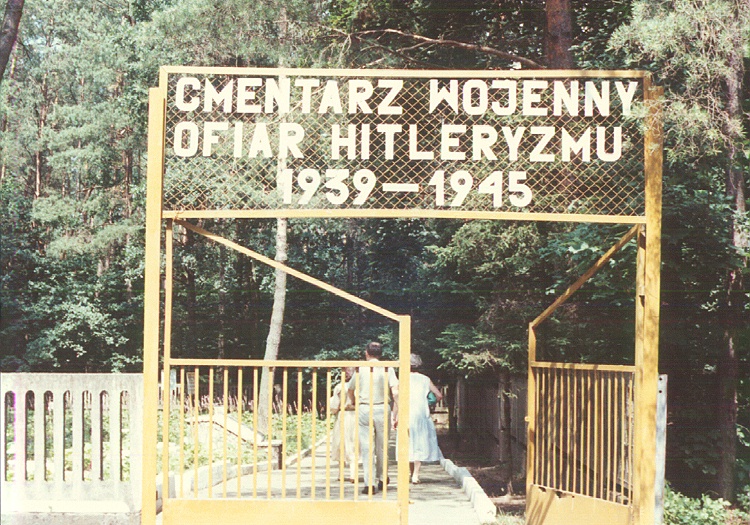 CMENTARZ WOJENNY
OFIAR HITLERYZMU
1939–1945